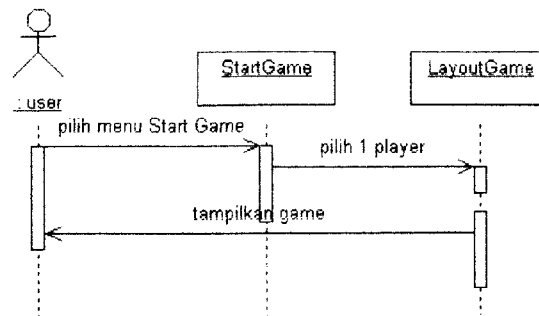 StartGame
LayoutGame
: user
pilih menu Start Game
pilih 1 player
tampilkan game